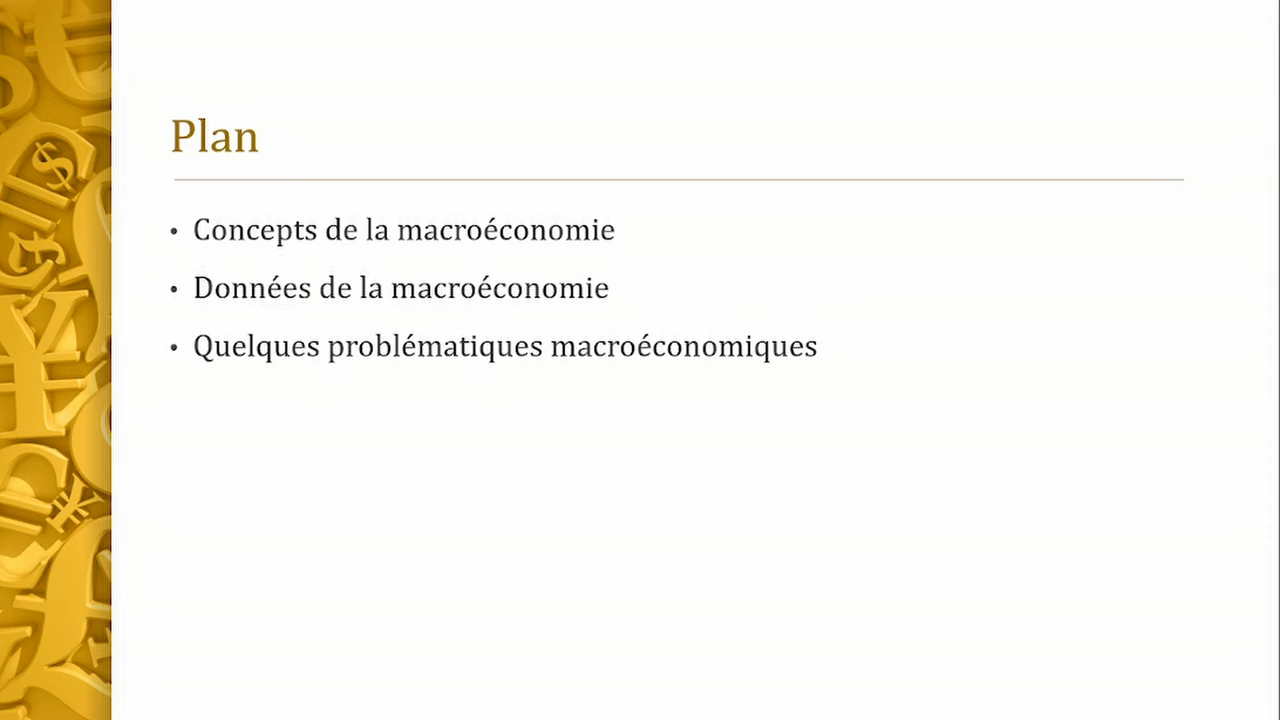 Plan
• Concepts de la macroéconomie
• Données de la macroéconomie
• Quelques problématiques macroéconomiques